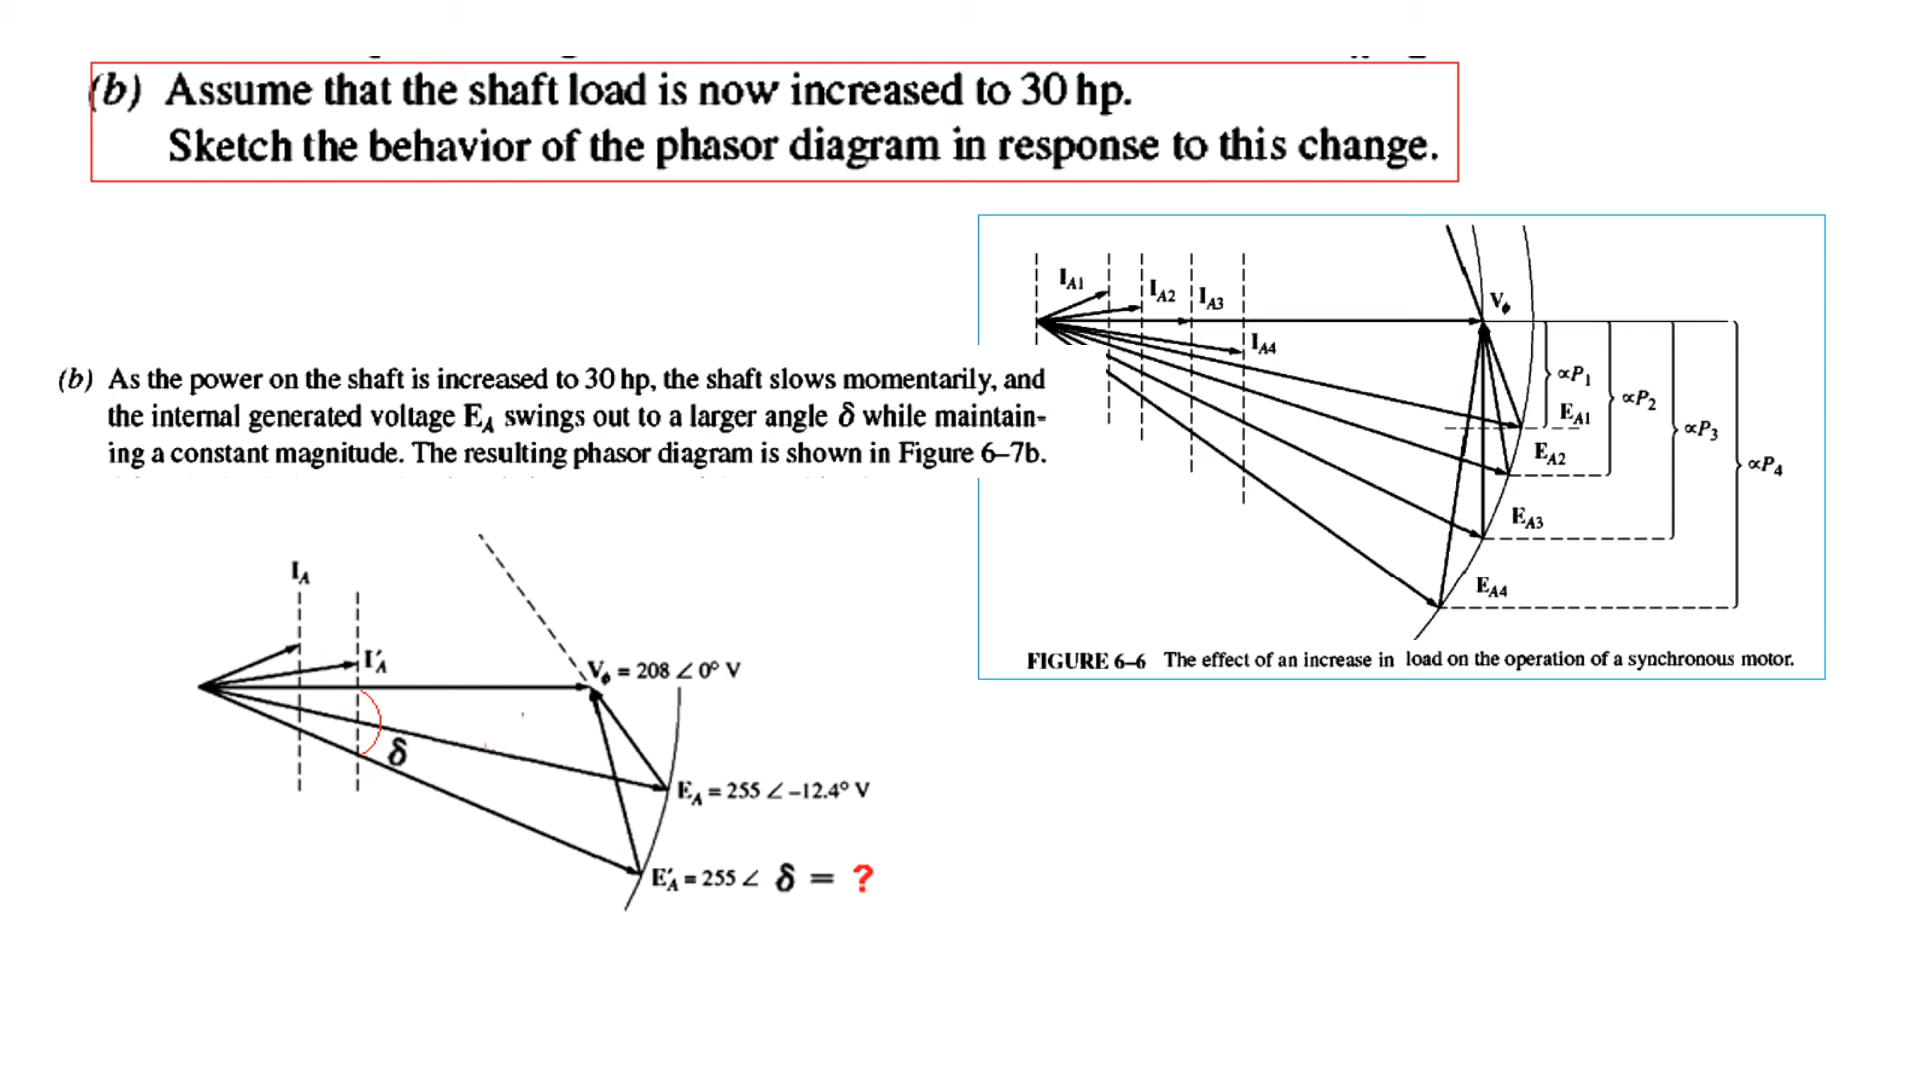 (b) Assume that the shaft load is now increased to 30 hp.
Sketch the behavior of the phasor diagram in response to this change.
I_A1
I_A2
I_A3
I_A4
V_ϕ
∝P_1
∝P_2
∝P_3
∝P_4
E_A1
E_A2
E_A3
E_A4
FIGURE 6–6 The effect of an increase in load on the operation of a synchronous motor.
(b) As the power on the shaft is increased to 30 hp, the shaft slows momentarily, and
the internal generated voltage E_A swings out to a larger angle δ while maintain-
ing a constant magnitude. The resulting phasor diagram is shown in Figure 6–7b.
I_A
I′_A
V_ϕ = 208 ∠ 0° V
δ
E_A = 255 ∠ –12.4° V
E′_A = 255 ∠ δ = ?